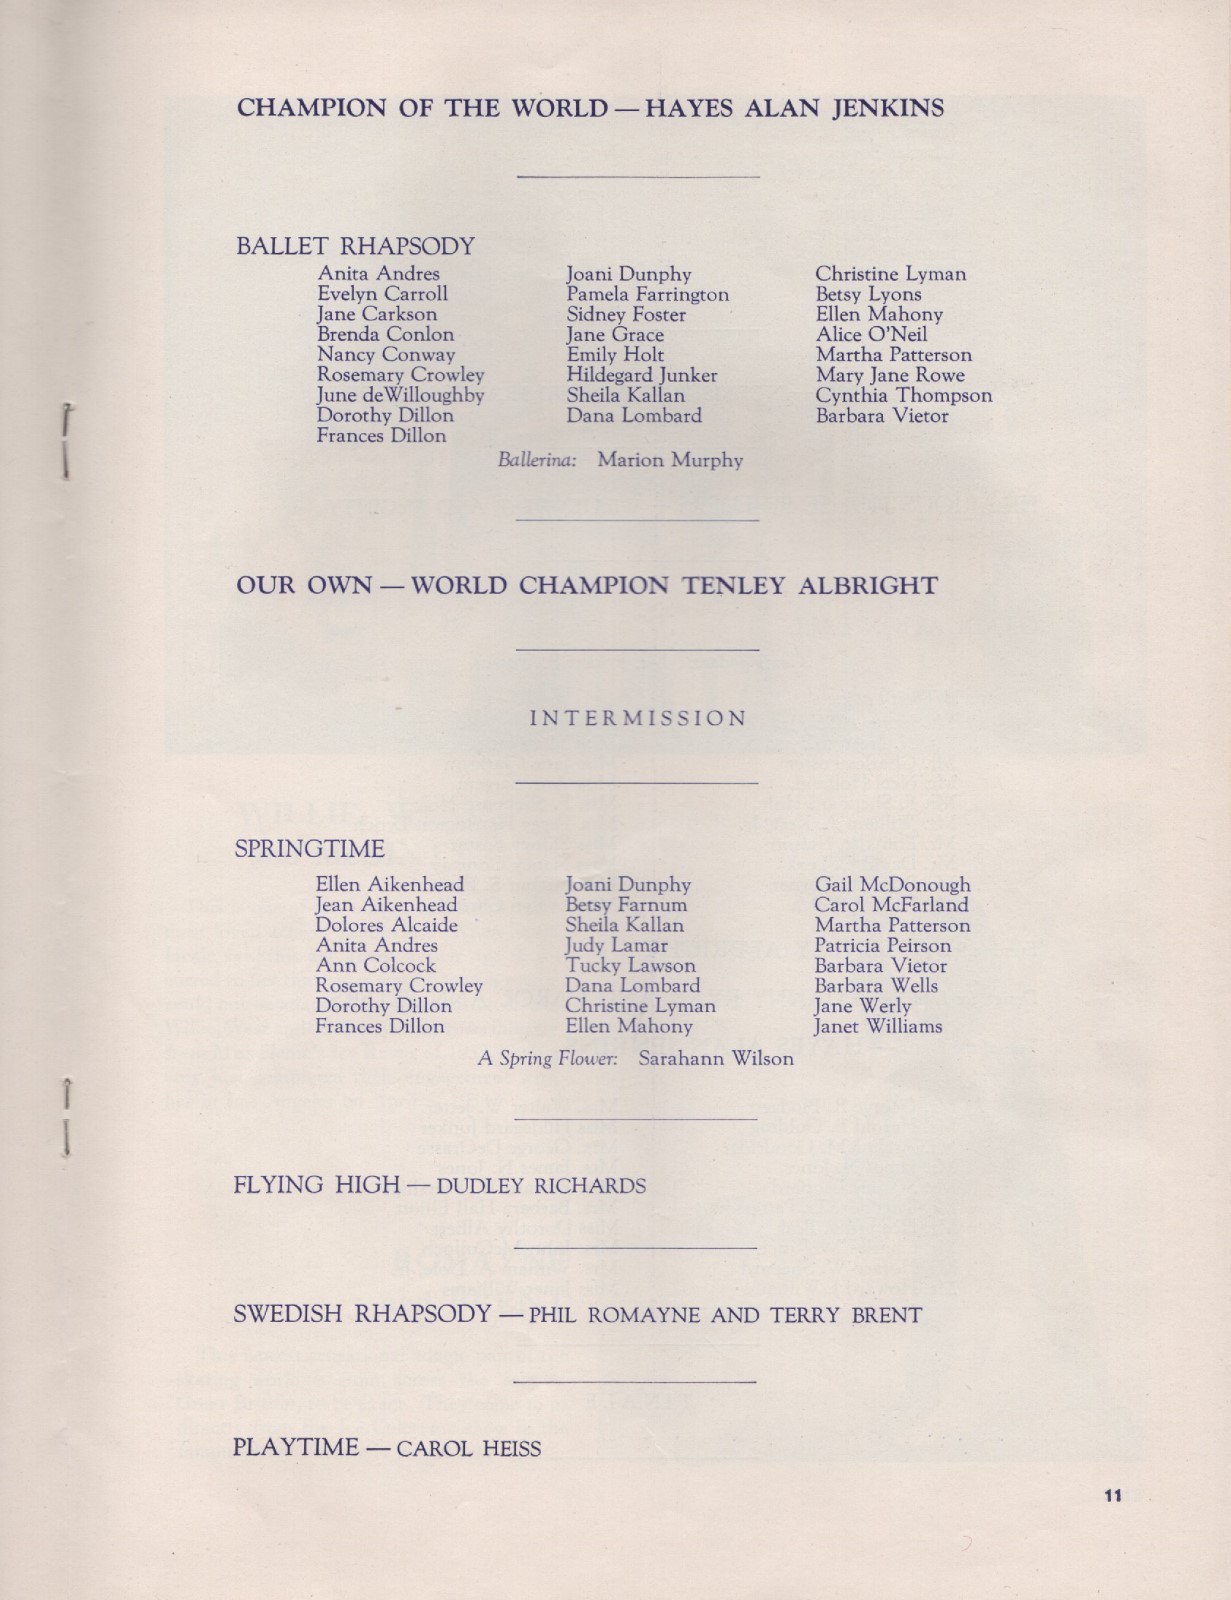 CHAMPION OF THE WORLD — HAYES ALAN JENKINS
BALLET RHAPSODY
Anita Andres Joani Dunphy Christine Lyman
Evelyn Carroll Pamela Farrington Betsy Lyons
Jane Carkson Sidney Foster Ellen Mahony
Brenda Conlon Jane Grace Alice O'Neil
Nancy Conway Emily Holt Martha Patterson
Rosemary Crowley Hildegard Junker Mary Jane Rowe
June deWilloughby Sheila Kallan Cynthia Thompson
Dorothy Dillon Dana Lombard Barbara Vietor
Frances Dillon
Ballerina: Marion Murphy
OUR OWN — WORLD CHAMPION TENLEY ALBRIGHT
INTERMISSION
SPRINGTIME
Ellen Aikenhead Joani Dunphy Gail McDonough
Jean Aikenhead Betsy Farnum Carol McFarland
Dolores Alcaide Sheila Kallan Martha Patterson
Anita Andres Judy Lamar Patricia Peirson
Ann Colcock Tucky Lawson Barbara Vietor
Rosemary Crowley Dana Lombard Barbara Wells
Dorothy Dillon Christine Lyman Jane Werly
Frances Dillon Ellen Mahony Janet Williams
A Spring Flower: Sarahann Wilson
FLYING HIGH — DUDLEY RICHARDS
SWEDISH RHAPSODY — PHIL ROMAYNE AND TERRY BRENT
PLAYTIME — CAROL HEISS
11